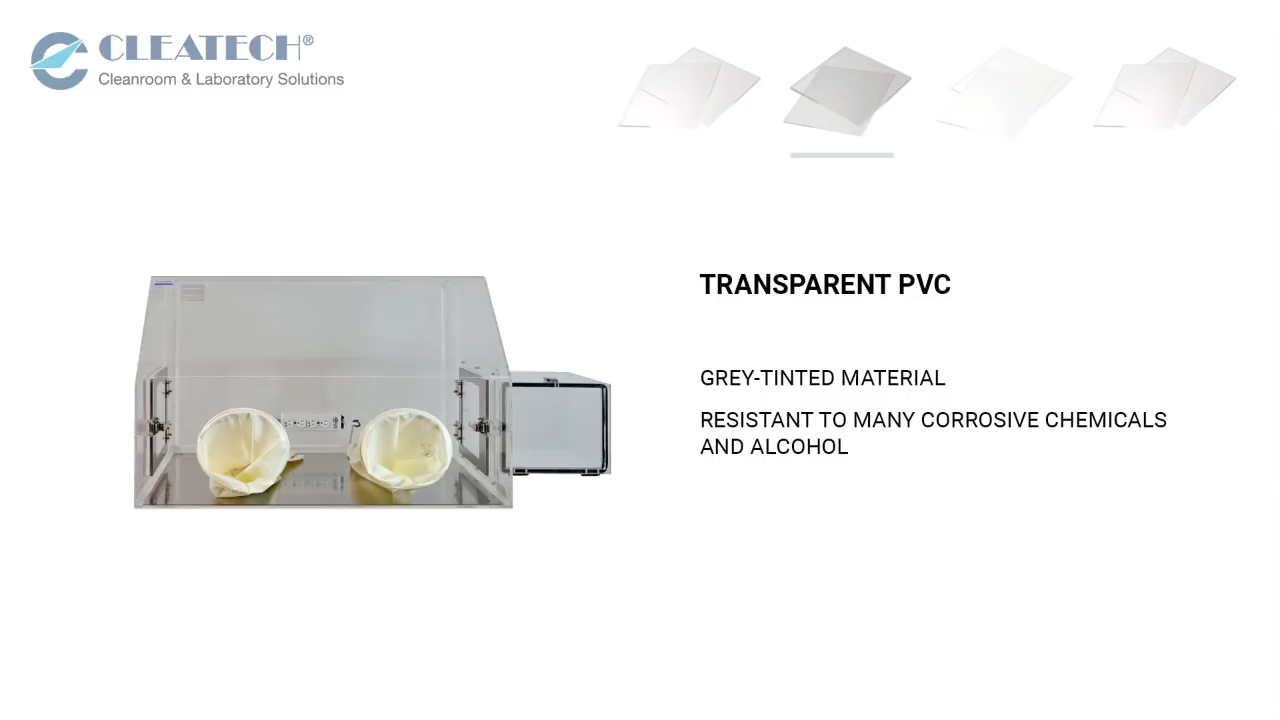 CLEATECH®
Cleanroom & Laboratory Solutions
TRANSPARENT PVC
GREY-TINTED MATERIAL
RESISTANT TO MANY CORROSIVE CHEMICALS
AND ALCOHOL